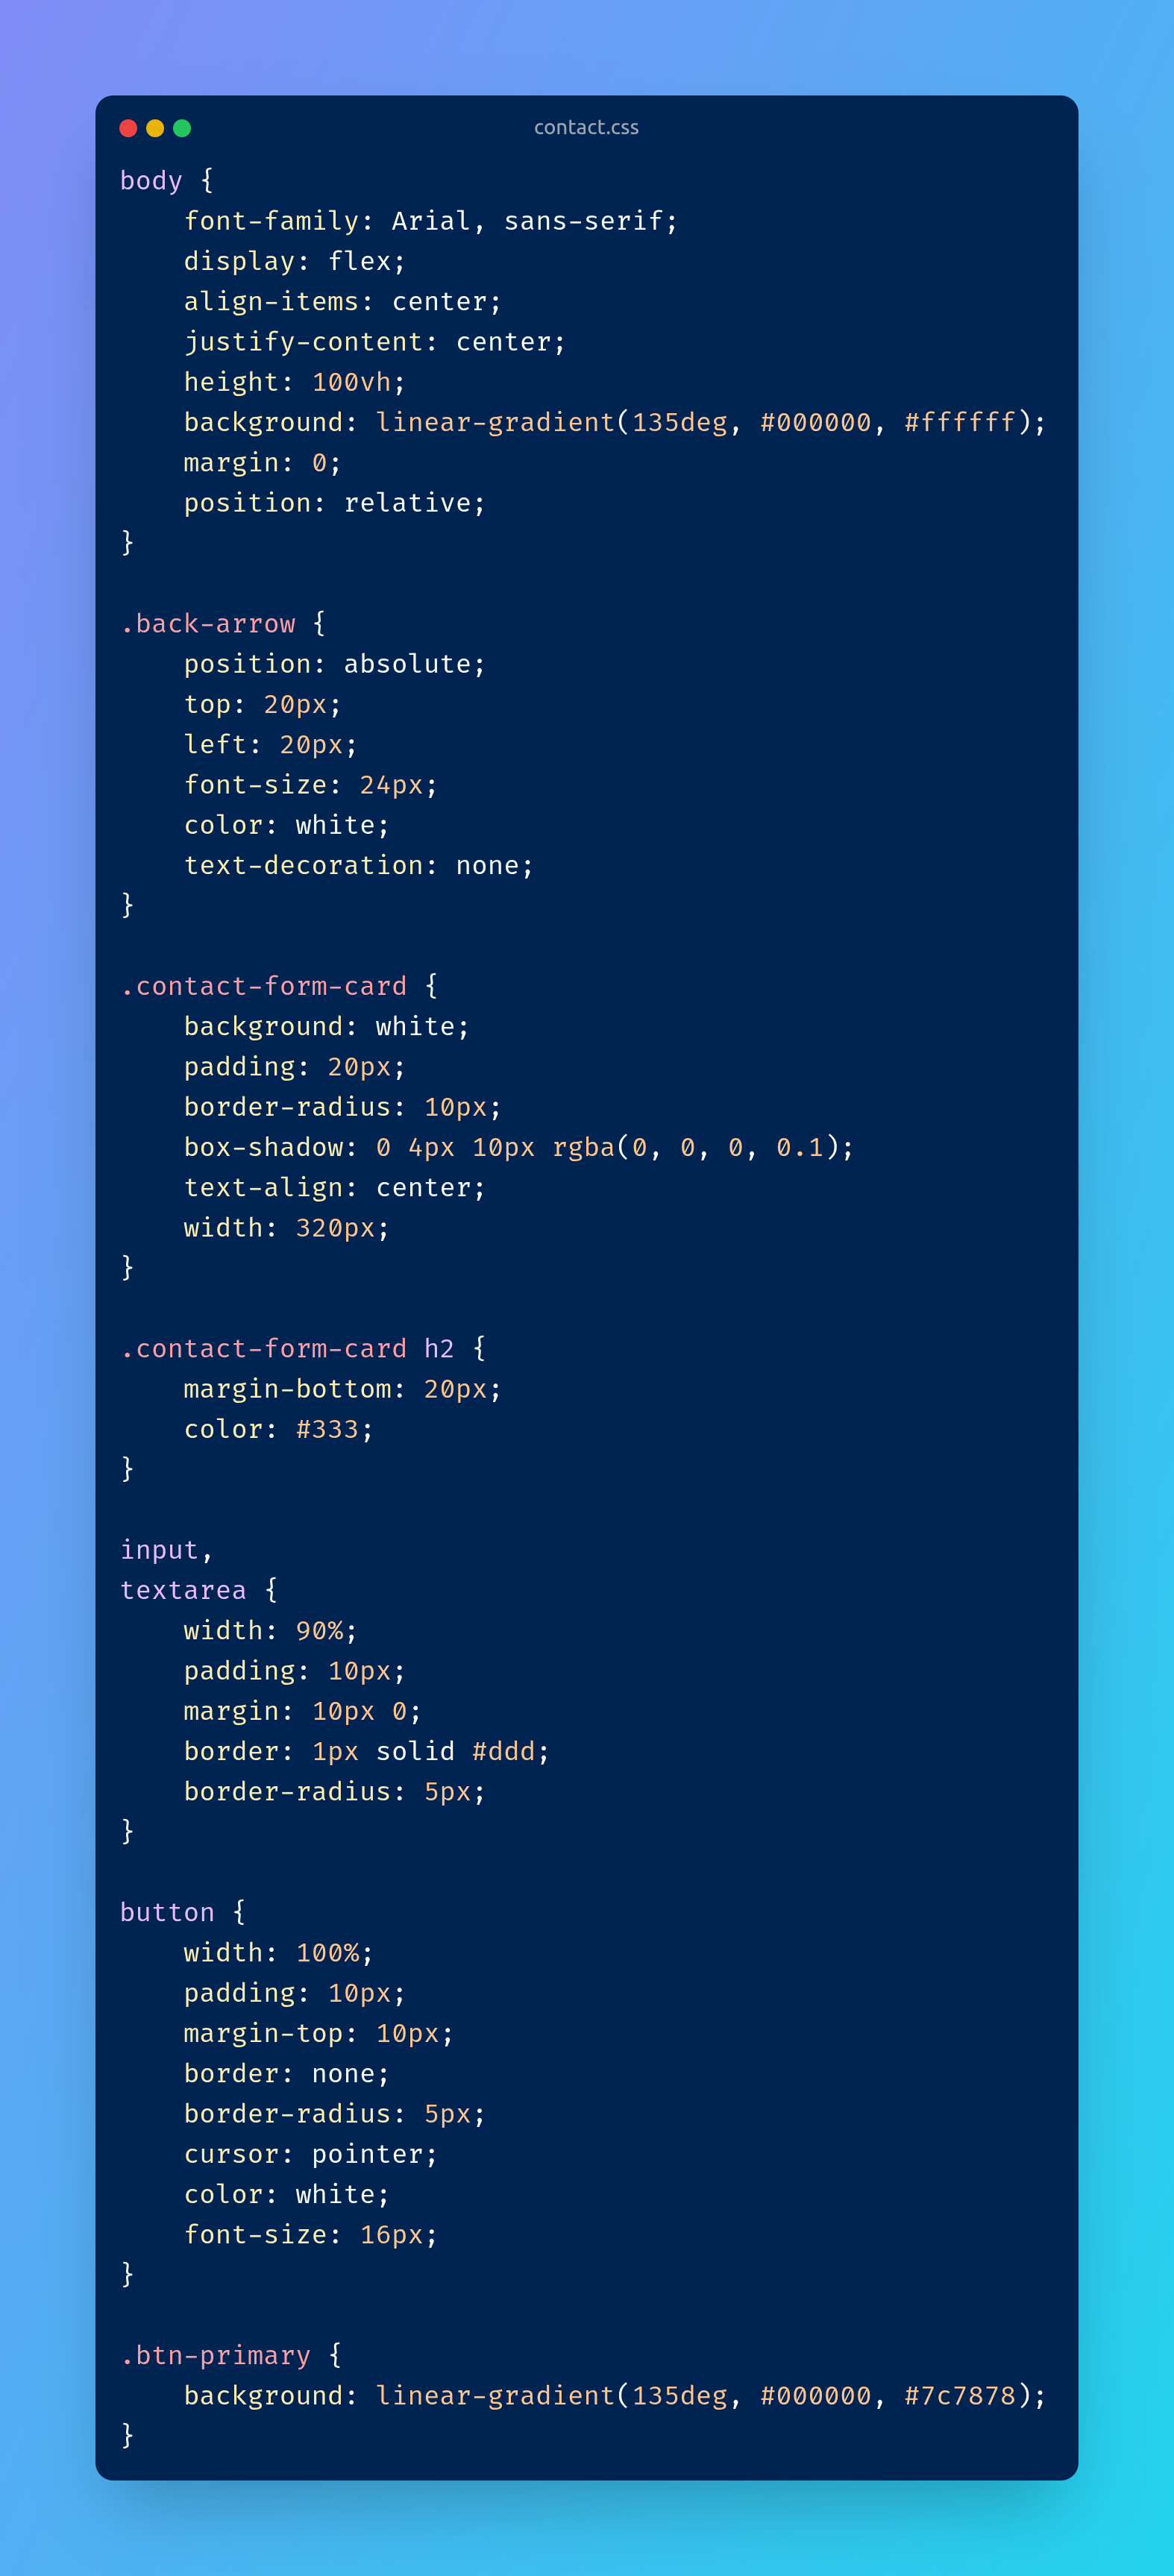 contact.css
body {
    font-family: Arial, sans-serif;
    display: flex;
    align-items: center;
    justify-content: center;
    height: 100vh;
    background: linear-gradient(135deg, #000000, #ffffff);
    margin: 0;
    position: relative;
}

.back-arrow {
    position: absolute;
    top: 20px;
    left: 20px;
    font-size: 24px;
    color: white;
    text-decoration: none;
}

.contact-form-card {
    background: white;
    padding: 20px;
    border-radius: 10px;
    box-shadow: 0 4px 10px rgba(0, 0, 0, 0.1);
    text-align: center;
    width: 320px;
}

.contact-form-card h2 {
    margin-bottom: 20px;
    color: #333;
}

input,
textarea {
    width: 90%;
    padding: 10px;
    margin: 10px 0;
    border: 1px solid #ddd;
    border-radius: 5px;
}

button {
    width: 100%;
    padding: 10px;
    margin-top: 10px;
    border: none;
    border-radius: 5px;
    cursor: pointer;
    color: white;
    font-size: 16px;
}

.btn-primary {
    background: linear-gradient(135deg, #000000, #7c7878);
}